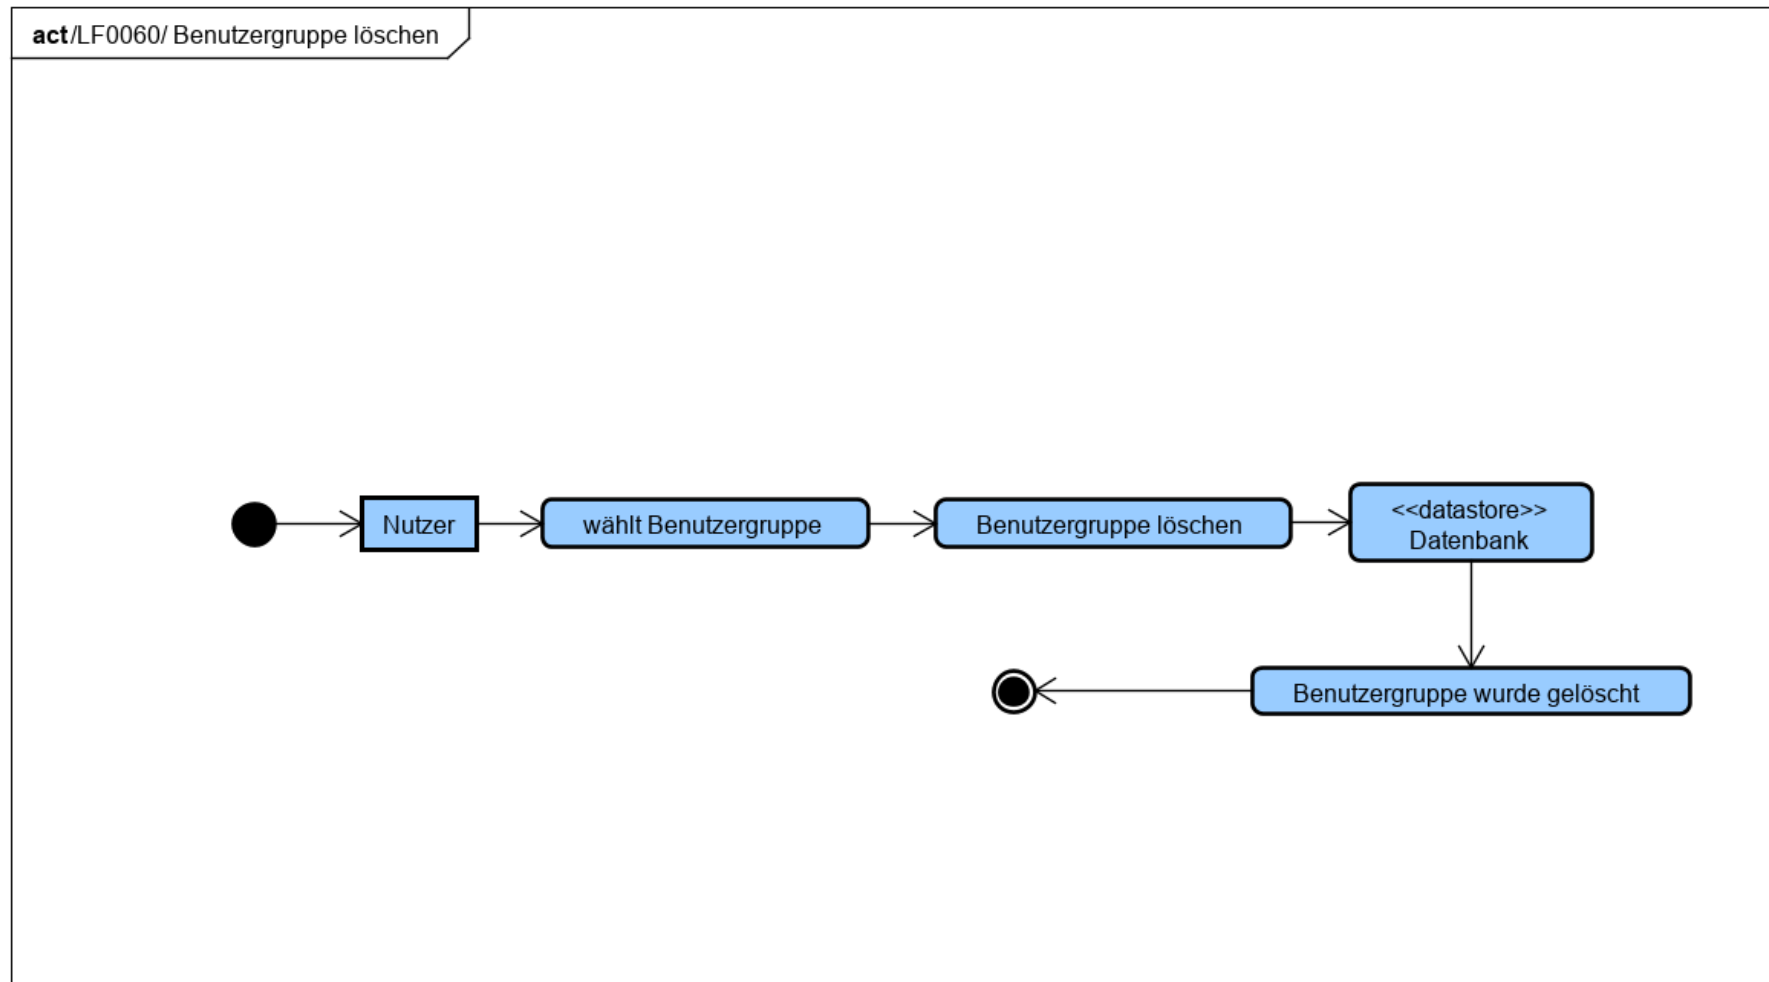 act/LF0060/ Benutzergruppe löschen
Nutzer
wählt Benutzergruppe
Benutzergruppe löschen
<<datastore>>
Datenbank
Benutzergruppe wurde gelöscht